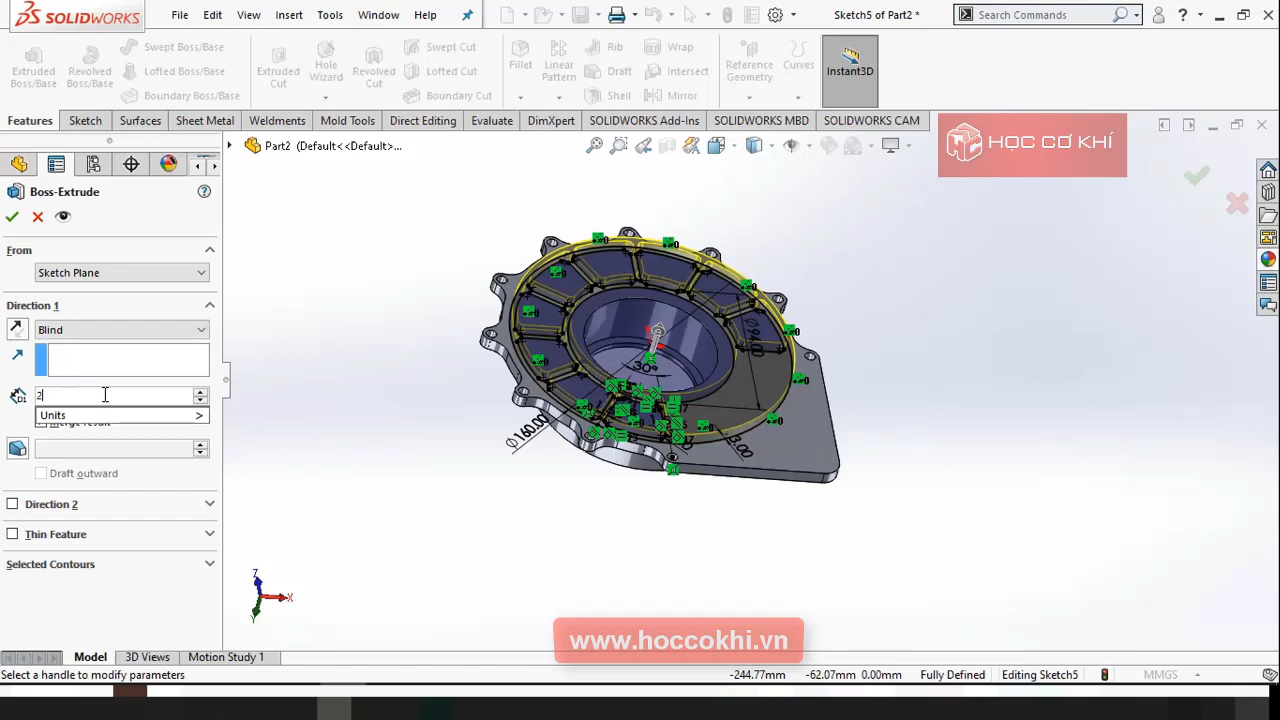 SOLIDWORKS
File Edit View Insert Tools Window Help
Sketch5 of Part2 *
Search Commands
Extruded Boss/Base
Revolved Boss/Base
Swept Boss/Base
Lofted Boss/Base
Boundary Boss/Base
Extruded Cut
Hole Wizard
Revolved Cut
Swept Cut
Lofted Cut
Boundary Cut
Fillet
Linear Pattern
Rib
Draft
Shell
Wrap
Intersect
Mirror
Reference Geometry
Curves
Instant3D
Features Sketch Surfaces Sheet Metal Weldments Mold Tools Direct Editing Evaluate DimXpert SOLIDWORKS Add-Ins SOLIDWORKS MBD SOLIDWORKS CAM
Part2 (Default<<Default>...
HỌC CƠ KHÍ
Boss-Extrude
From
Sketch Plane
Direction 1
Blind
2
Units >
Merge result
Draft outward
Direction 2
Thin Feature
Selected Contours
Ø94.00
30°
Ø160.00
Z
X
Y
www.hoccokhi.vn
Model 3D Views Motion Study 1
Select a handle to modify parameters
-244.77mm -62.07mm 0.00mm Fully Defined Editing Sketch5 MMGS